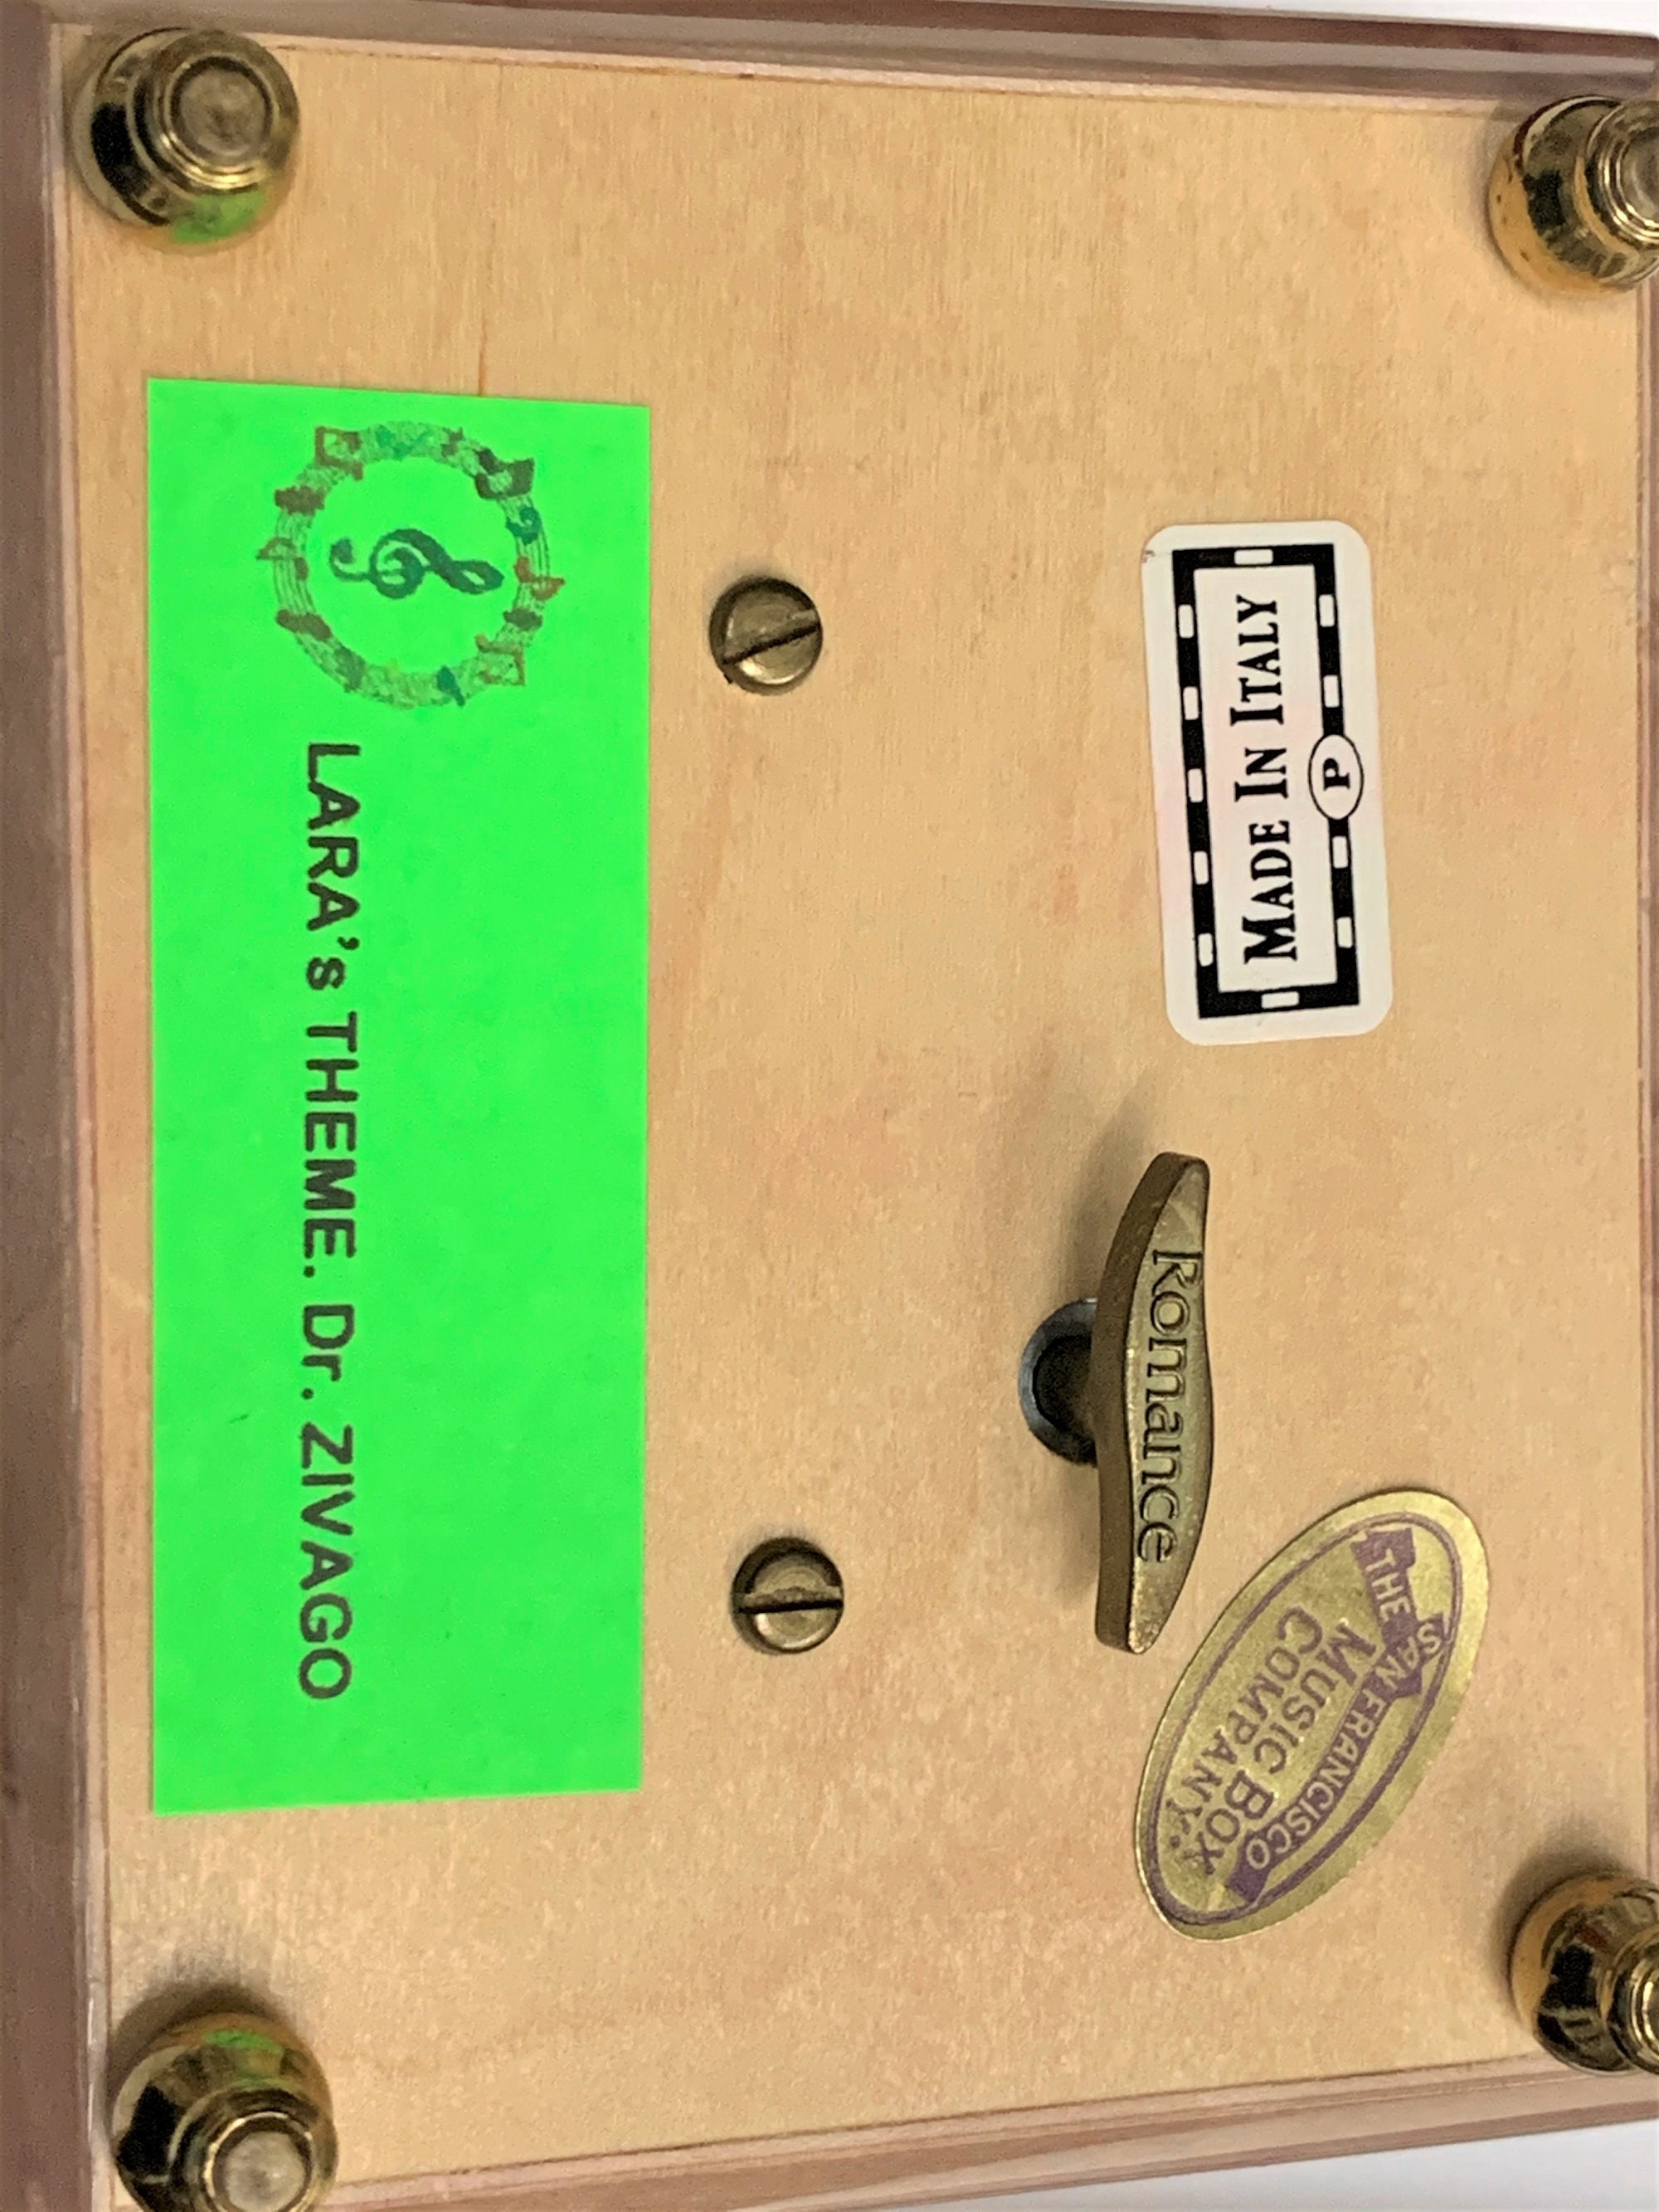 LARA's THEME. Dr. ZIVAGO
MADE IN ITALY
P
Romance
THE SAN FRANCISCO
MUSIC BOX
COMPANY